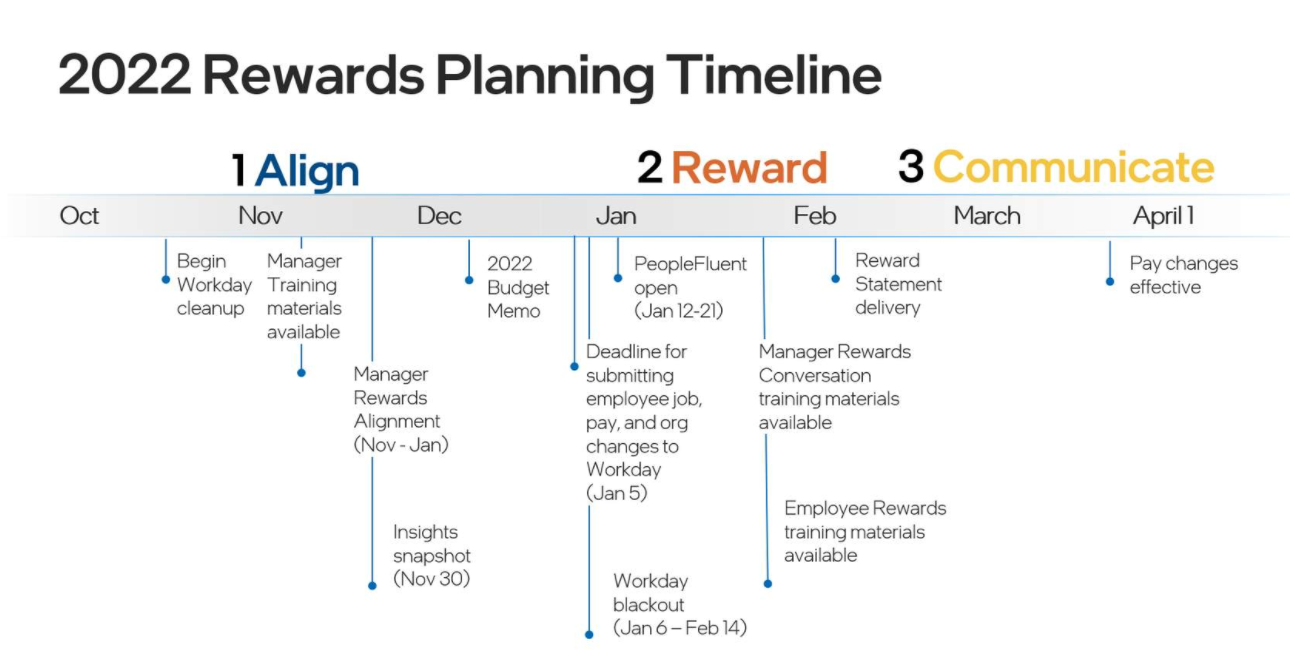 2022 Rewards Planning Timeline
1 Align
2 Reward
3 Communicate
Oct
Nov
Dec
Jan
Feb
March
April 1
Begin
Workday
cleanup
Manager
Training
materials
available
Manager
Rewards
Alignment
(Nov - Jan)
Insights
snapshot
(Nov 30)
2022
Budget
Memo
PeopleFluent
open
(Jan 12-21)
Deadline for
submitting
employee job,
pay, and org
changes to
Workday
(Jan 5)
Workday
blackout
(Jan 6 – Feb 14)
Manager Rewards
Conversation
training materials
available
Employee Rewards
training materials
available
Reward
Statement
delivery
Pay changes
effective